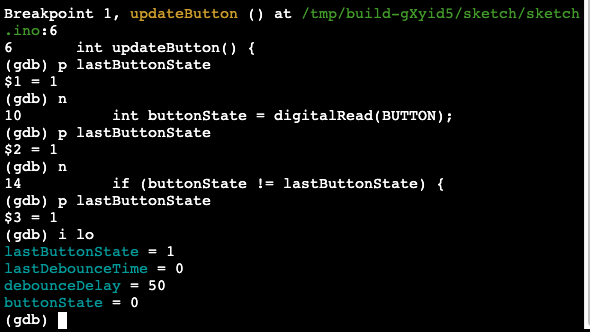 Breakpoint 1, updateButton () at /tmp/build-gXyid5/sketch/sketch
.ino:6
6       int updateButton() {
(gdb) p lastButtonState
$1 = 1
(gdb) n
10          int buttonState = digitalRead(BUTTON);
(gdb) p lastButtonState
$2 = 1
(gdb) n
14          if (buttonState != lastButtonState) {
(gdb) p lastButtonState
$3 = 1
(gdb) i lo
lastButtonState = 1
lastDebounceTime = 0
debounceDelay = 50
buttonState = 0
(gdb)